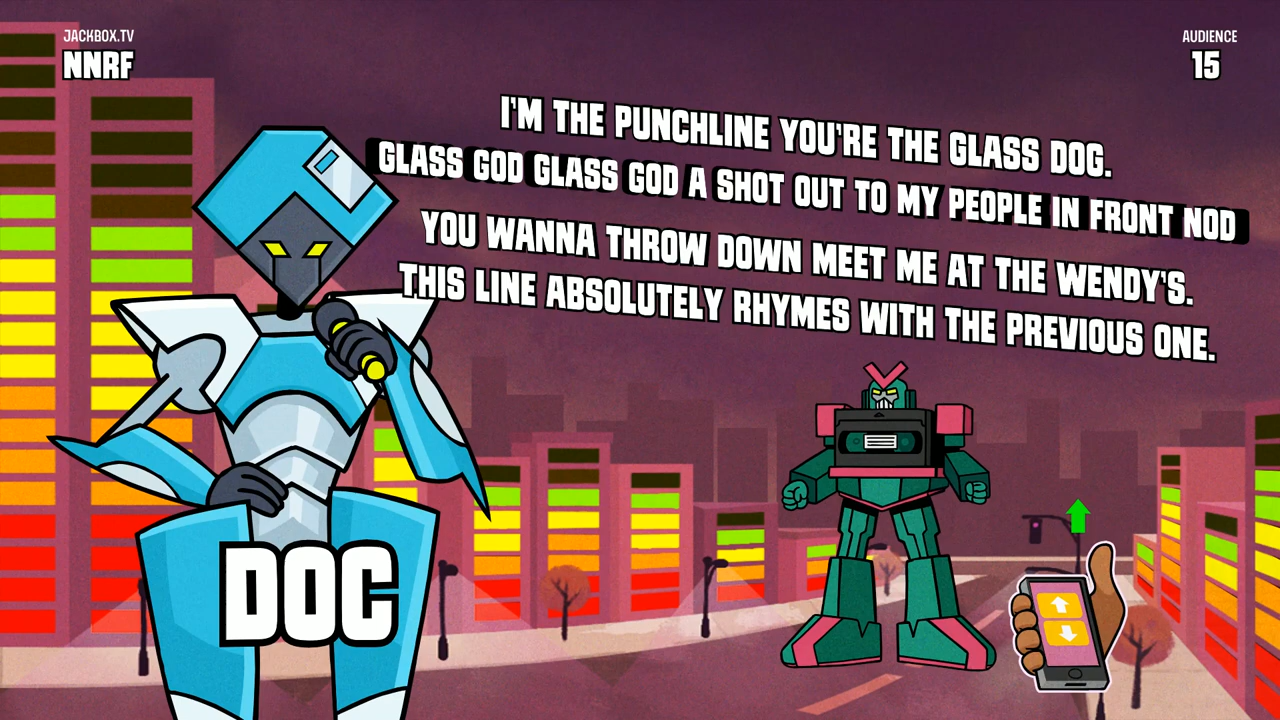 JACKBOX.TV
NNRF
AUDIENCE
15
I'M THE PUNCHLINE YOU'RE THE GLASS DOG.
GLASS GOD GLASS GOD A SHOT OUT TO MY PEOPLE IN FRONT NOD
YOU WANNA THROW DOWN MEET ME AT THE WENDY'S.
THIS LINE ABSOLUTELY RHYMES WITH THE PREVIOUS ONE.
DOC